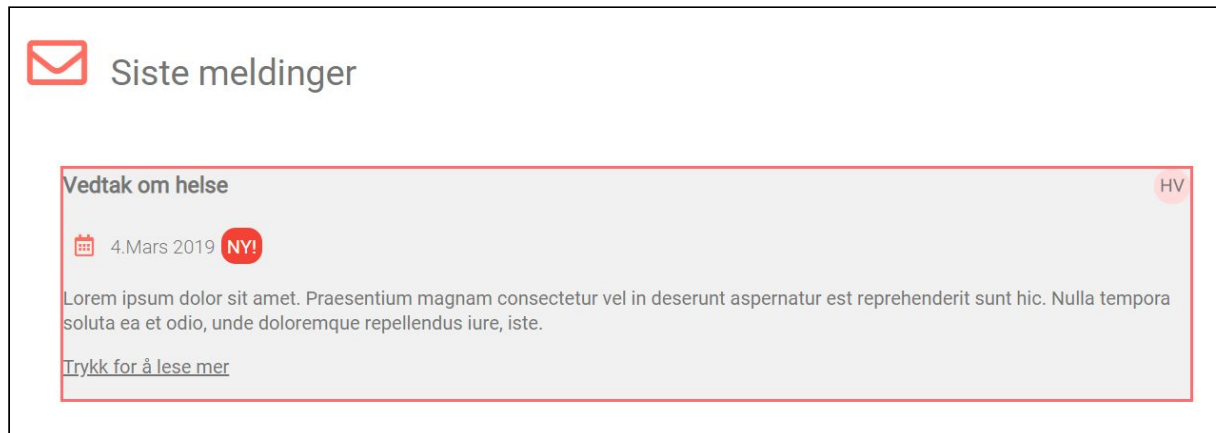 Siste meldinger
Vedtak om helse
HV
4.Mars 2019 NY!
Lorem ipsum dolor sit amet. Praesentium magnam consectetur vel in deserunt aspernatur est reprehenderit sunt hic. Nulla tempora
soluta ea et odio, unde doloremque repellendus iure, iste.
Trykk for å lese mer